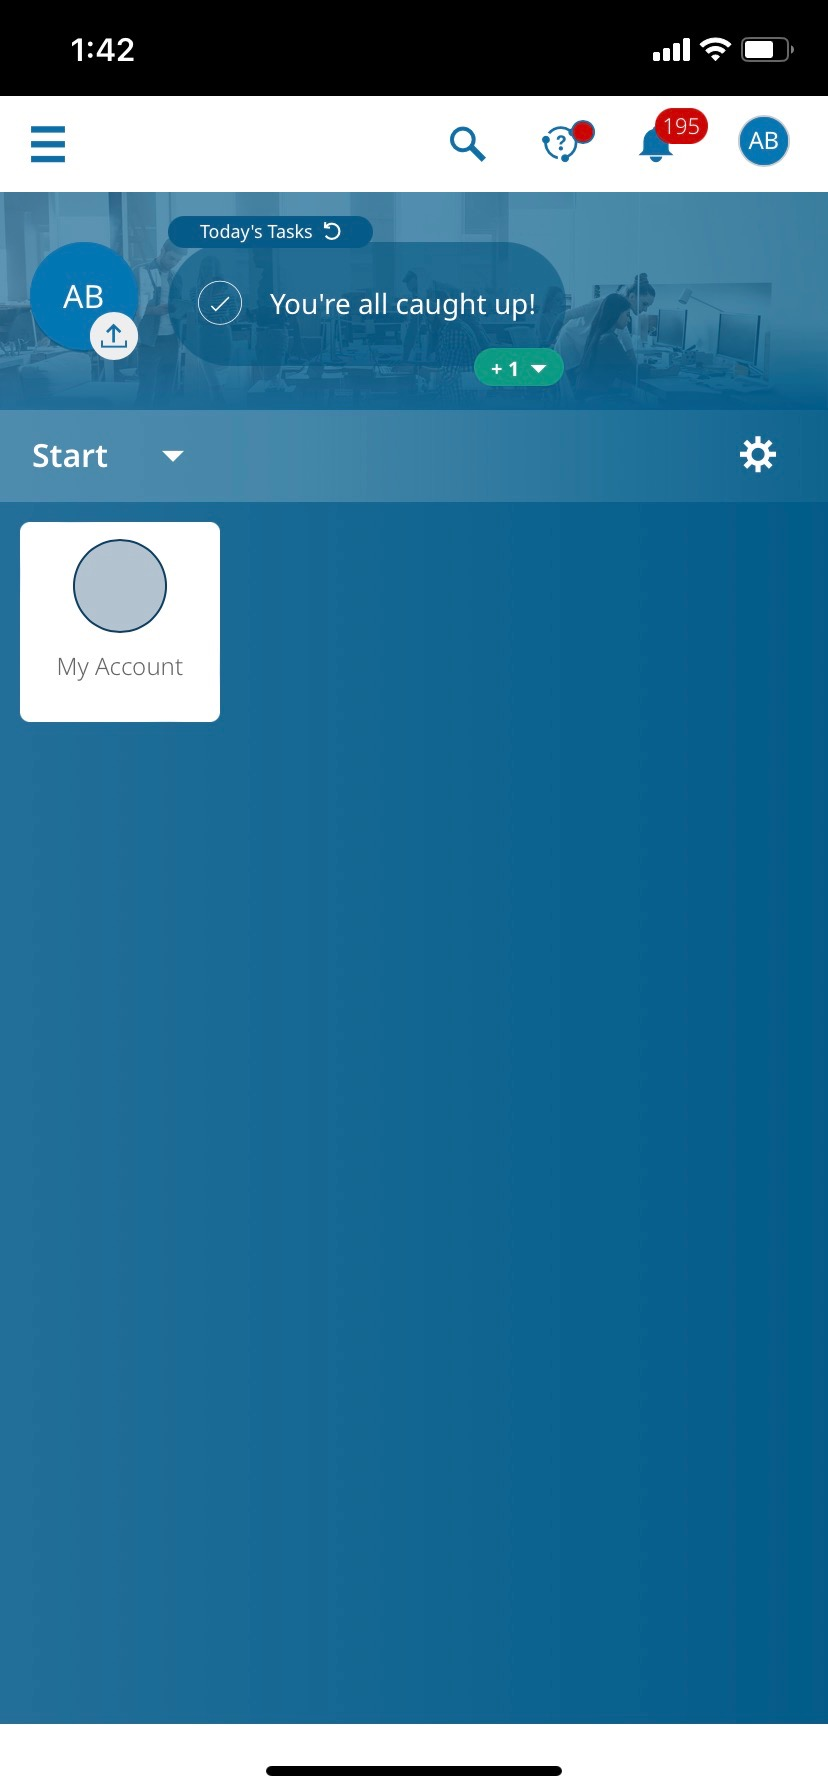 1:42
195
AB
Today's Tasks
AB
You're all caught up!
+ 1
Start
My Account